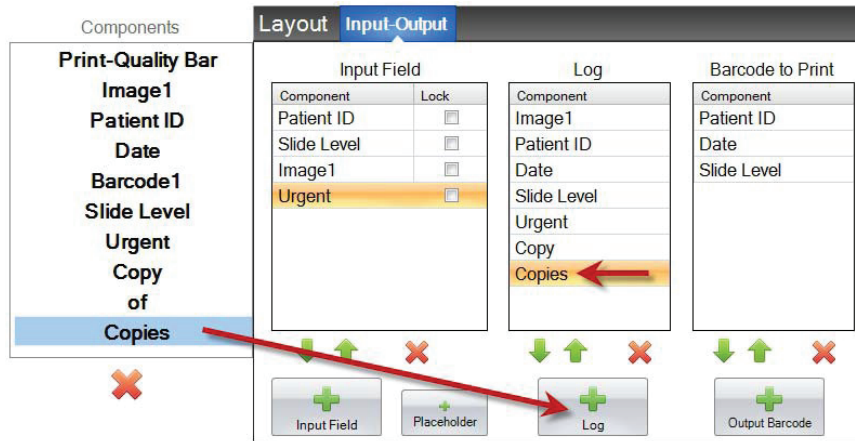 Components
Print-Quality Bar
Image1
Patient ID
Date
Barcode1
Slide Level
Urgent
Copy
of
Copies
Layout Input-Output
Input Field
Component Lock
Patient ID
Slide Level
Image1
Urgent
Input Field
Placeholder
Log
Component
Image1
Patient ID
Date
Slide Level
Urgent
Copy
Copies
Log
Barcode to Print
Component
Patient ID
Date
Slide Level
Output Barcode